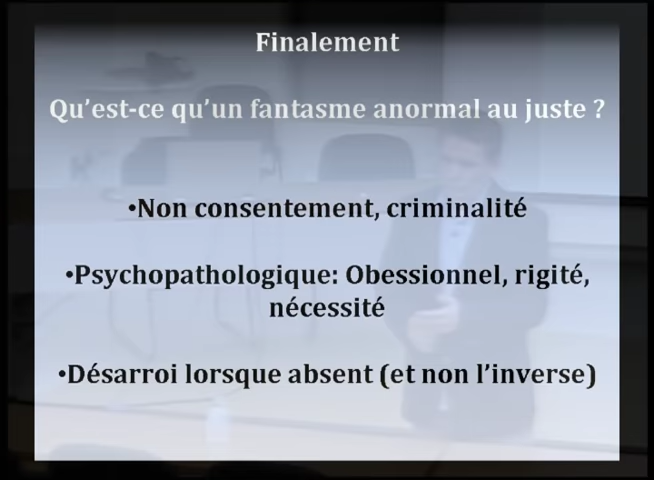 Finalement
Qu’est-ce qu’un fantasme anormal au juste ?
•Non consentement, criminalité
•Psychopathologique: Obessionnel, rigité,
nécessité
•Désarroi lorsque absent (et non l’inverse)